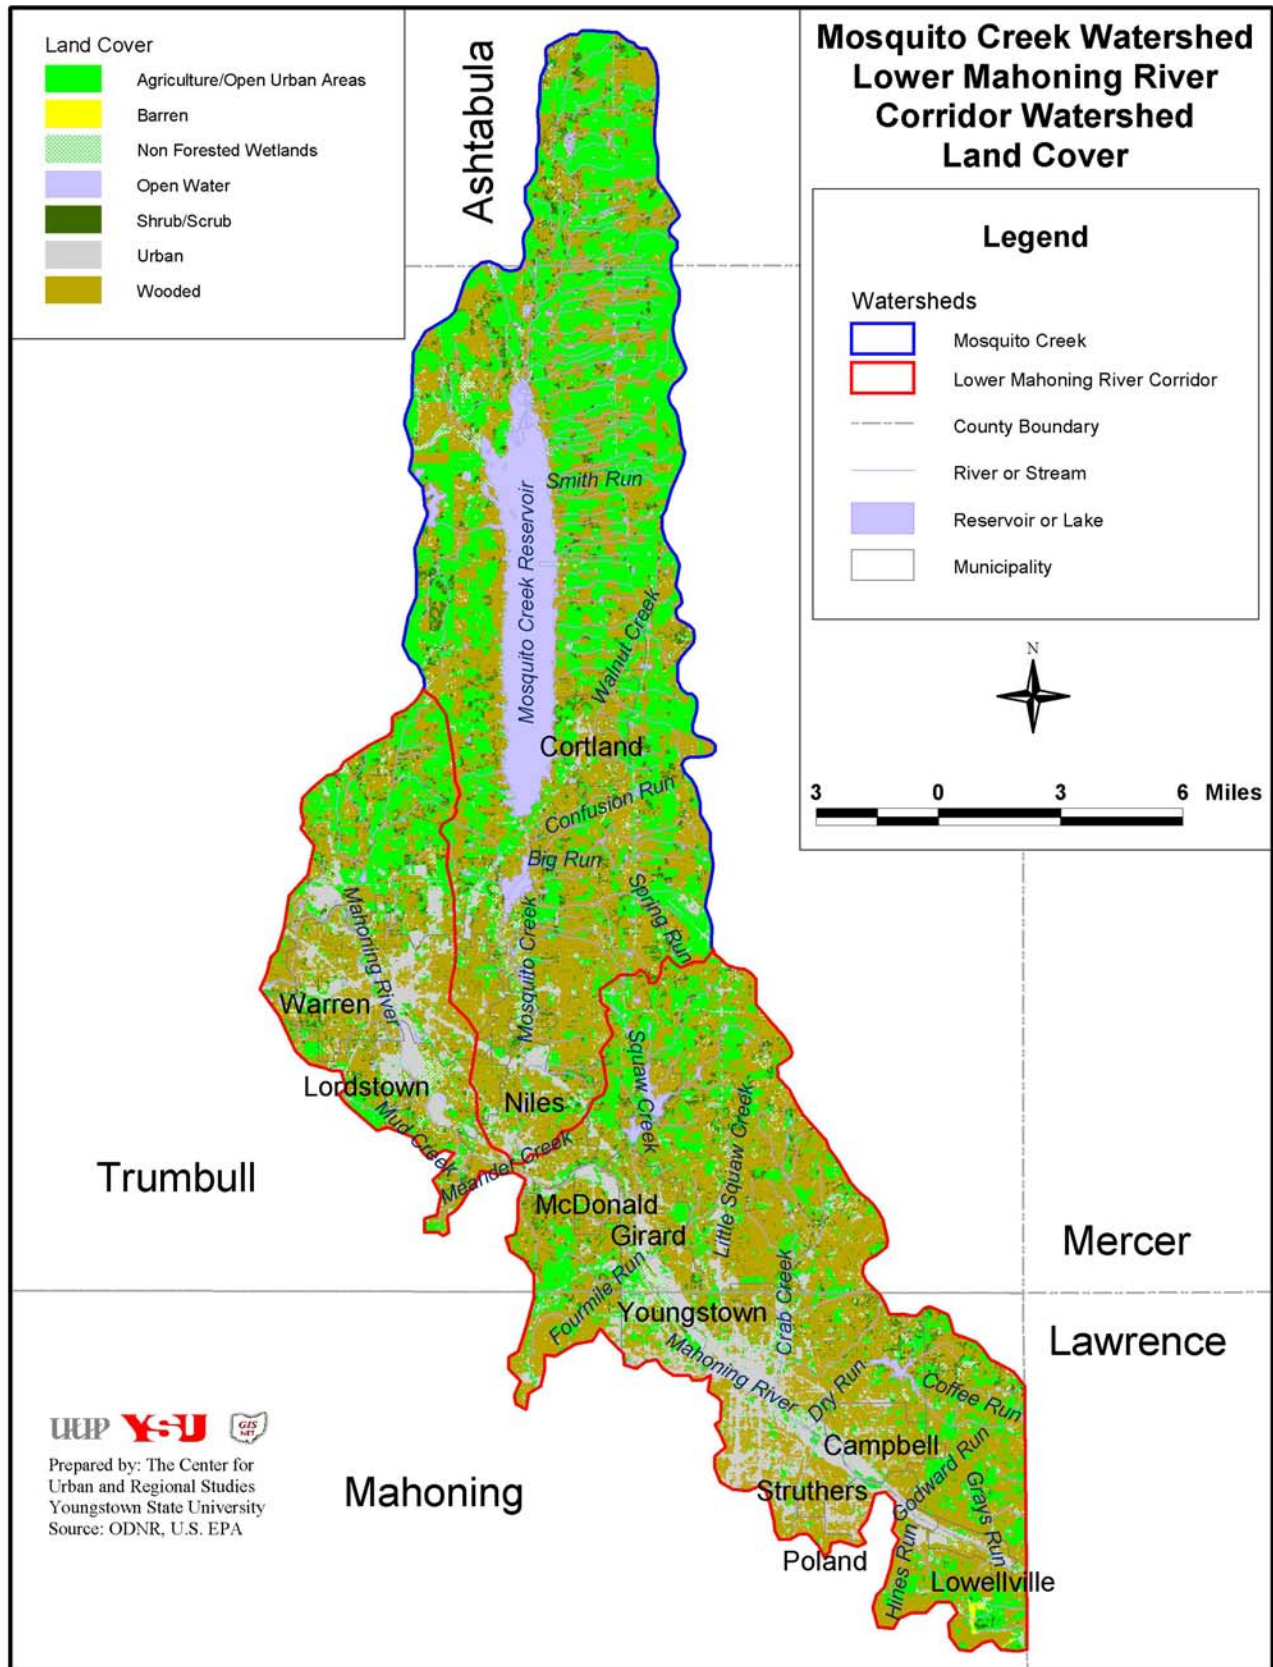 Land Cover
Agriculture/Open Urban Areas
Barren
Non Forested Wetlands
Open Water
Shrub/Scrub
Urban
Wooded
Mosquito Creek Watershed
Lower Mahoning River
Corridor Watershed
Land Cover
Legend
Watersheds
Mosquito Creek
Lower Mahoning River Corridor
County Boundary
River or Stream
Reservoir or Lake
Municipality
N
3 0 3 6 Miles
Ashtabula
Smith Run
Mosquito Creek Reservoir
Walnut Creek
Cortland
Confusion Run
Big Run
Spring Run
Mahoning River
Mosquito Creek
Warren
Squaw Creek
Lordstown
Niles
Little Squaw Creek
Mud Creek
Meander Creek
Trumbull
McDonald
Girard
Mercer
Fourmile Run
Youngstown
Crab Creek
Lawrence
Mahoning River
Dry Run
Coffee Run
Campbell
Godward Run
Struthers
Grays Run
Mahoning
Poland
Hines Run
Lowellville
YSU
GIS
NET
Prepared by: The Center for
Urban and Regional Studies
Youngstown State University
Source: ODNR, U.S. EPA